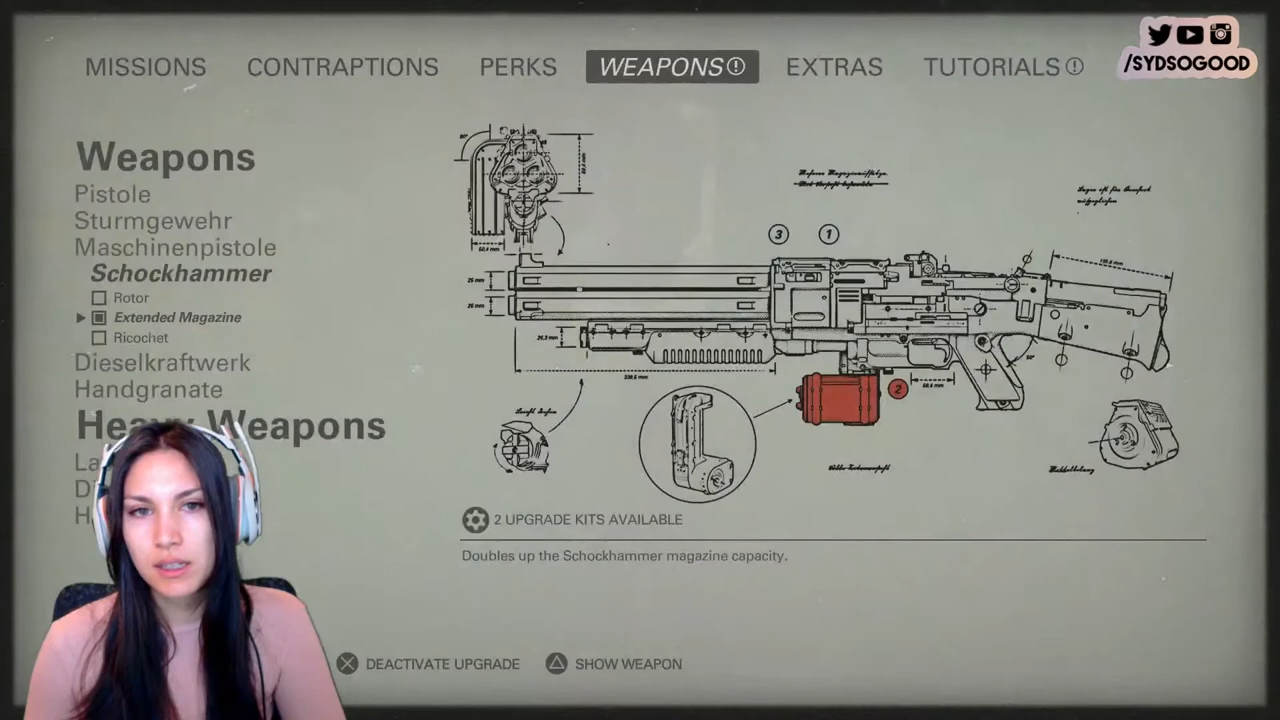 MISSIONS CONTRAPTIONS PERKS WEAPONS EXTRAS TUTORIALS
/SYDSOGOOD
Weapons
Pistole
Sturmgewehr
Maschinenpistole
Schockhammer
Rotor
Extended Magazine
Ricochet
Dieselkraftwerk
Handgranate
Heavy Weapons
3 1
2
2 UPGRADE KITS AVAILABLE
Doubles up the Schockhammer magazine capacity.
DEACTIVATE UPGRADE SHOW WEAPON